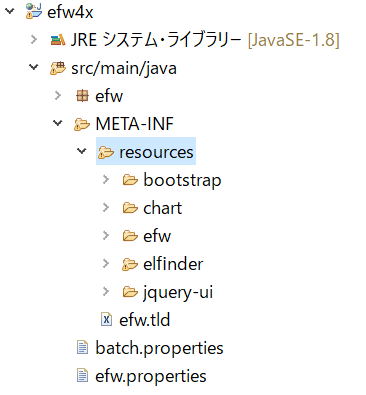 efw4x
JRE システム・ライブラリー [JavaSE-1.8]
src/main/java
efw
META-INF
resources
bootstrap
chart
efw
elfinder
jquery-ui
efw.tld
batch.properties
efw.properties